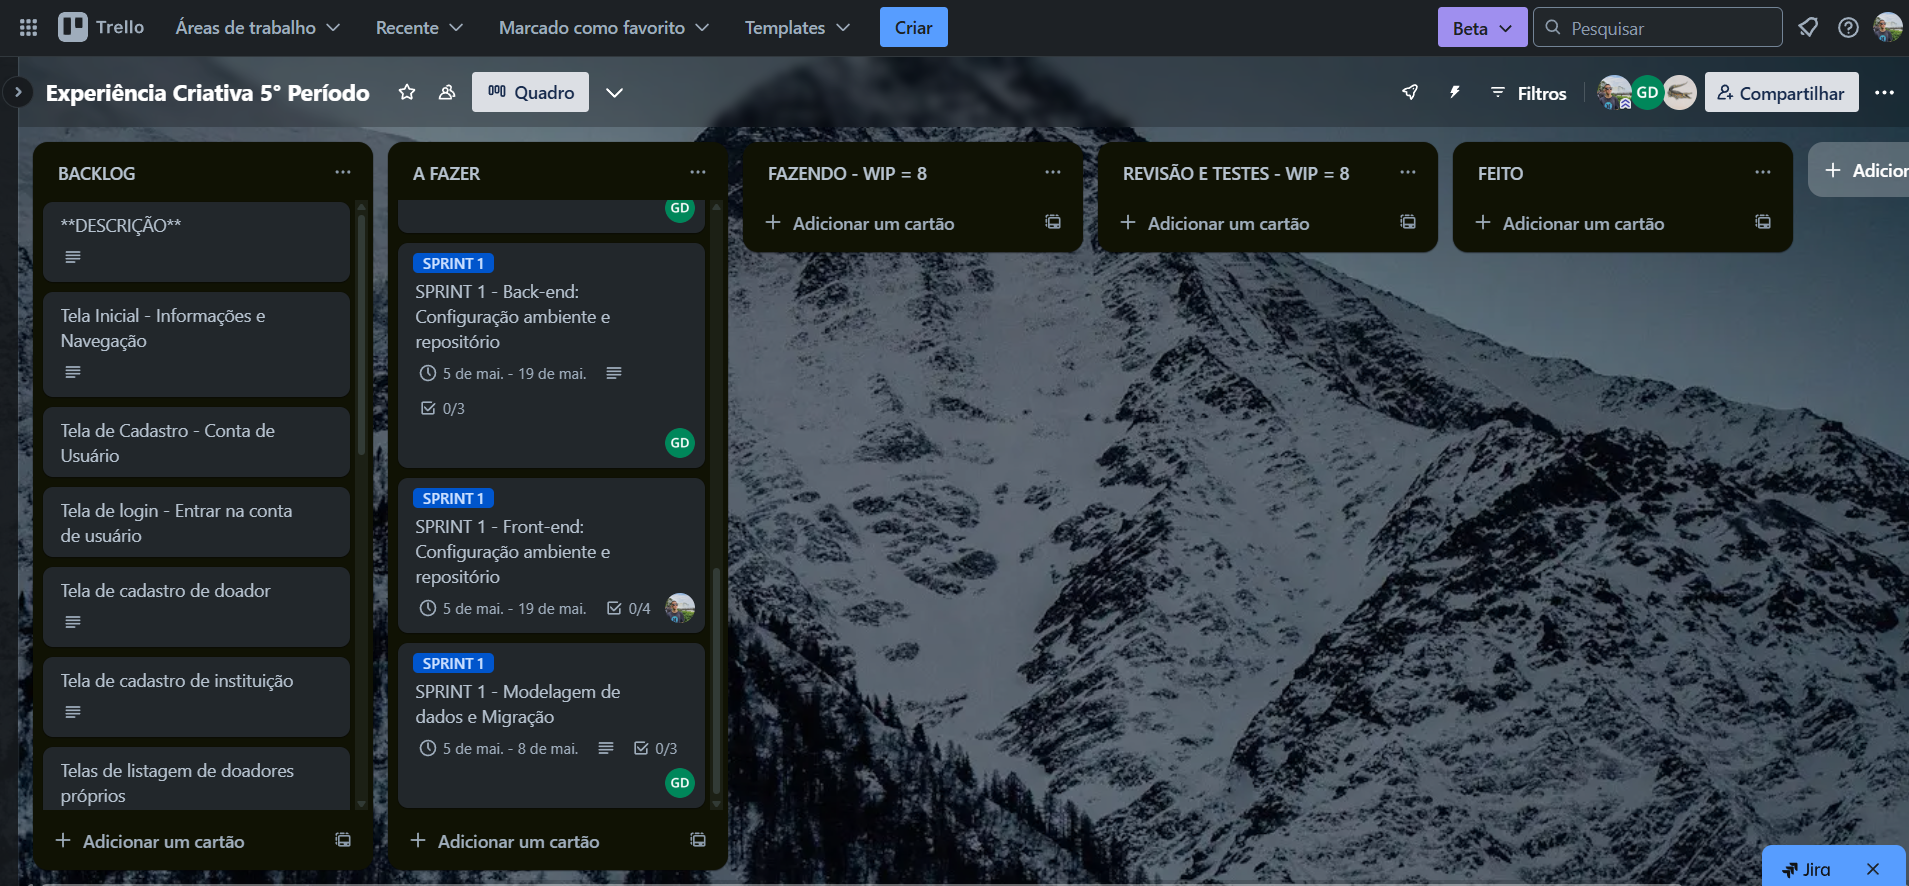 Trello
Áreas de trabalho
Recente
Marcado como favorito
Templates
Criar
Beta
Pesquisar
Experiência Criativa 5° Período
Quadro
Filtros
GD
Compartilhar
BACKLOG
**DESCRIÇÃO**
Tela Inicial - Informações e
Navegação
Tela de Cadastro - Conta de
Usuário
Tela de login - Entrar na conta
de usuário
Tela de cadastro de doador
Tela de cadastro de instituição
Telas de listagem de doadores
próprios
Adicionar um cartão
A FAZER
GD
SPRINT 1
SPRINT 1 - Back-end:
Configuração ambiente e
repositório
5 de mai. - 19 de mai.
0/3
GD
SPRINT 1
SPRINT 1 - Front-end:
Configuração ambiente e
repositório
5 de mai. - 19 de mai.
0/4
SPRINT 1
SPRINT 1 - Modelagem de
dados e Migração
5 de mai. - 8 de mai.
0/3
GD
Adicionar um cartão
FAZENDO - WIP = 8
Adicionar um cartão
REVISÃO E TESTES - WIP = 8
Adicionar um cartão
FEITO
Adicionar um cartão
Adicior
Jira